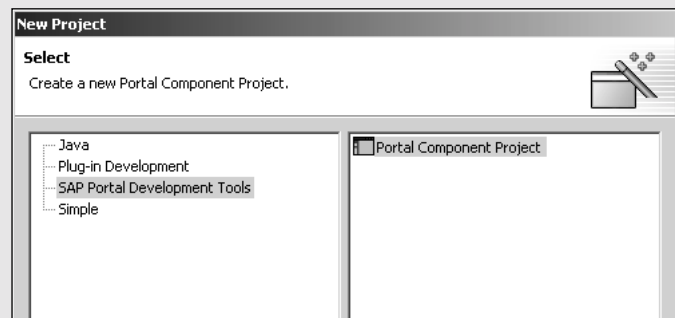 New Project
Select
Create a new Portal Component Project.
Java
Plug-in Development
SAP Portal Development Tools
Simple
Portal Component Project